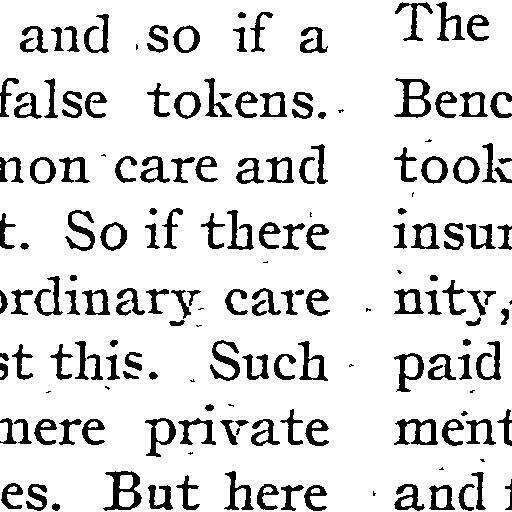 and so if a
false tokens.
mon care and
t. So if there
ordinary care
st this. Such
mere private
es. But here
The
Benc
took
insur
nity,
paid
ment
and f